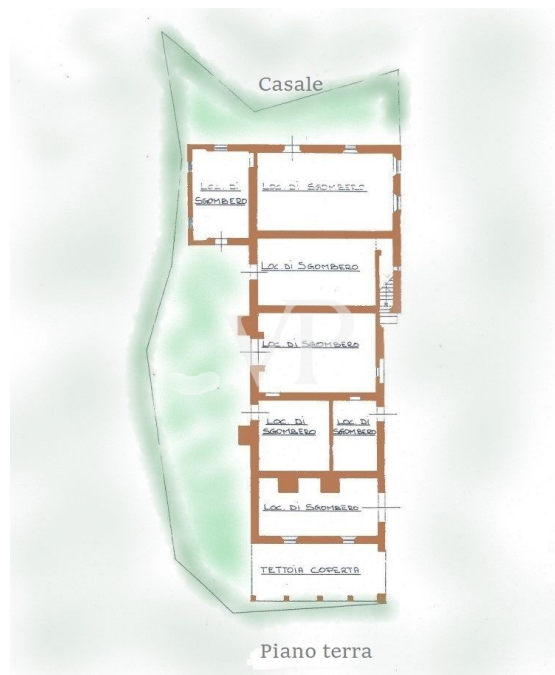 Casale
LOC. DI
SGOMBERO
LOC. DI SGOMBERO
LOC. DI SGOMBERO
VP
LOC. DI SGOMBERO
LOC. DI
SGOMBERO
LOC. DI
SGOMBERO
LOC. DI SGOMBERO
TETTOIA COPERTA
Piano terra